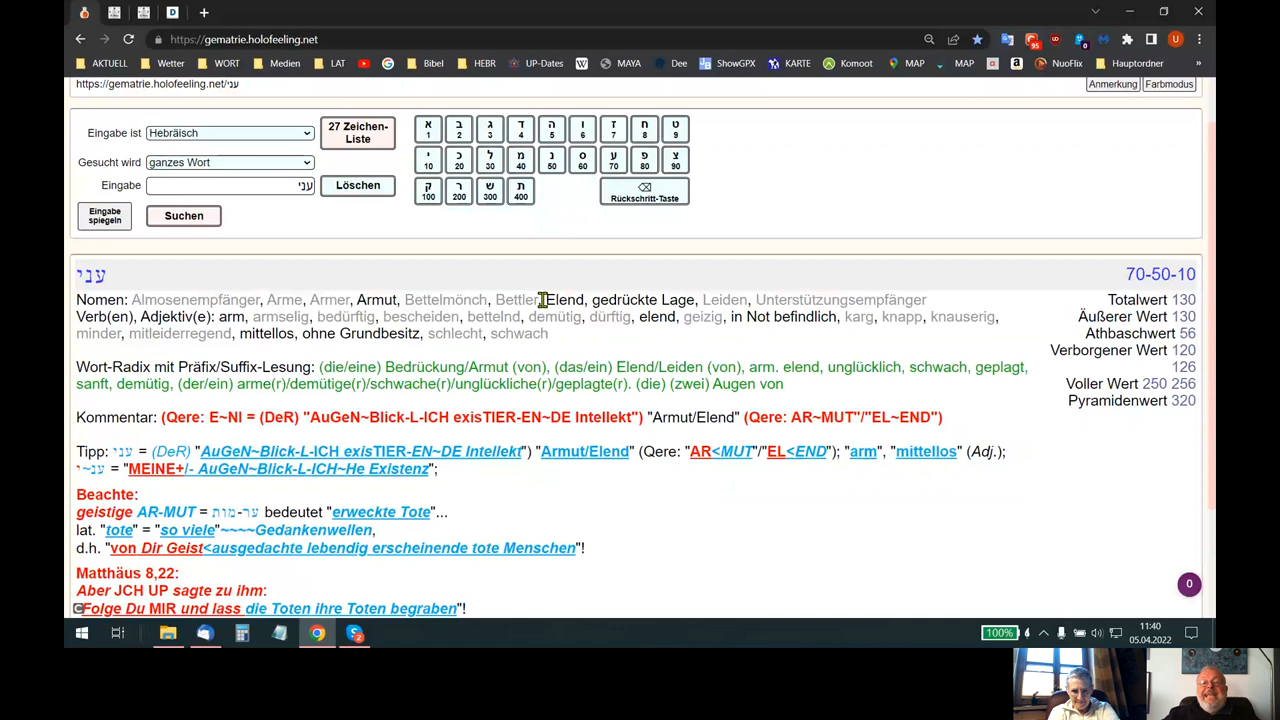 https://gematrie.holofeeling.net
AKTUELL Wetter WORT Medien LAT Bibel HEBR UP-Dates MAYA Dee ShowGPX KARTE Komoot MAP MAP NuoFlix Hauptordner »
https://gematrie.holofeeling.net/עני
Anmerkung Farbmodus
Eingabe ist Hebräisch
27 Zeichen-Liste
Gesucht wird ganzes Wort
Eingabe עני Löschen
Eingabe spiegeln Suchen
א ב ג ד ה ו ז ח ט
1 2 3 4 5 6 7 8 9
י כ ל מ נ ס ע פ צ
10 20 30 40 50 60 70 80 90
ק ר ש ת
100 200 300 400
Rückschritt-Taste
עני 70-50-10
Nomen: Almosenempfänger, Arme, Armer, Armut, Bettelmönch, Bettler, Elend, gedrückte Lage, Leiden, Unterstützungsempfänger
Verb(en), Adjektiv(e): arm, armselig, bedürftig, bescheiden, bettelnd, demütig, dürftig, elend, geizig, in Not befindlich, karg, knapp, knauserig,
minder, mitleiderregend, mittellos, ohne Grundbesitz, schlecht, schwach
Totalwert 130
Äußerer Wert 130
Athbaschwert 56
Verborgener Wert 120
126
Voller Wert 250 256
Pyramidenwert 320
Wort-Radix mit Präfix/Suffix-Lesung: (die/eine) Bedrückung/Armut (von), (das/ein) Elend/Leiden (von), arm. elend, unglücklich, schwach, geplagt,
sanft, demütig, (der/ein) arme(r)/demütige(r)/schwache(r)/unglückliche(r)/geplagte(r). (die) (zwei) Augen von
Kommentar: (Qere: E~NI = (DeR) "AuGeN~Blick-L-ICH exisTIER-EN~DE Intellekt") "Armut/Elend" (Qere: AR~MUT"/"EL~END")
Tipp: עני = (DeR) "AuGeN~Blick-L-ICH exisTIER-EN~DE Intellekt") "Armut/Elend" (Qere: "AR<MUT"/"EL<END"); "arm", "mittellos" (Adj.);
ענ~י = "MEINE+/- AuGeN~Blick-L-ICH~He Existenz";
Beachte:
geistige AR-MUT = ער-מות bedeutet "erweckte Tote"...
lat. "tote" = "so viele"~~~~Gedankenwellen,
d.h. "von Dir Geist<ausgedachte lebendig erscheinende tote Menschen"!
Matthäus 8,22:
Aber JCH UP sagte zu ihm:
Folge Du MIR und lass die Toten ihre Toten begraben"!
0
100%
11:40
05.04.2022